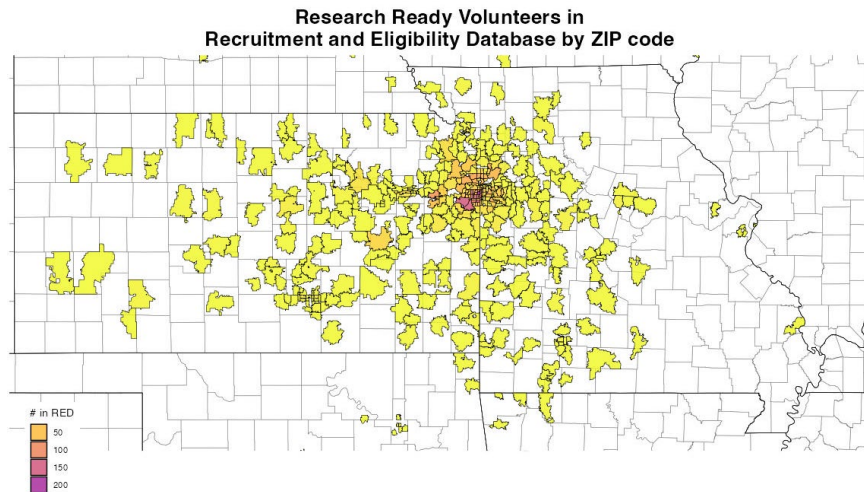 Research Ready Volunteers in
Recruitment and Eligibility Database by ZIP code
# in RED
50
100
150
200